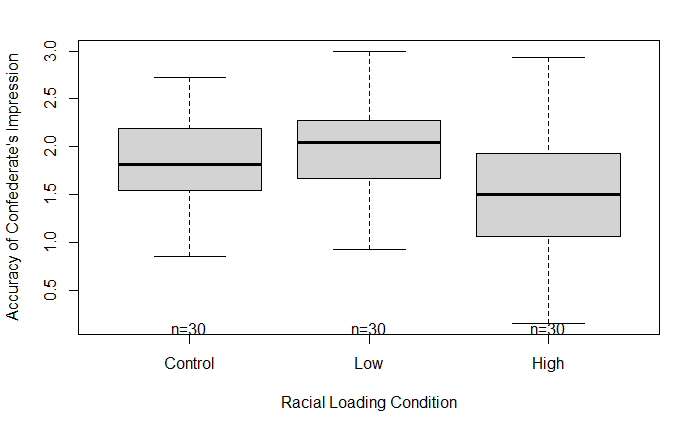 Accuracy of Confederate's Impression
3.0
2.5
2.0
1.5
1.0
0.5
n=30 n=30 n=30
Control Low High
Racial Loading Condition